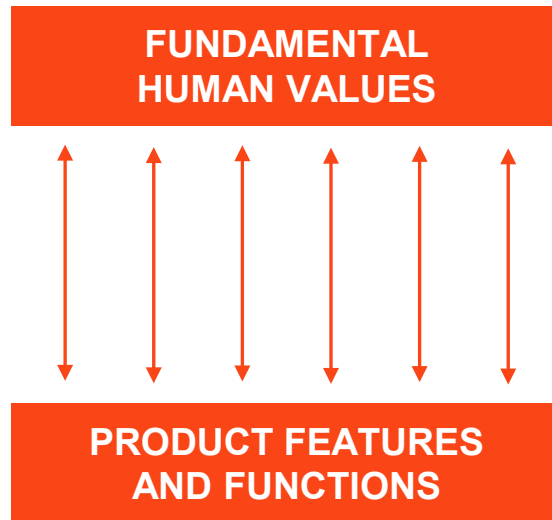 FUNDAMENTAL
HUMAN VALUES
PRODUCT FEATURES
AND FUNCTIONS